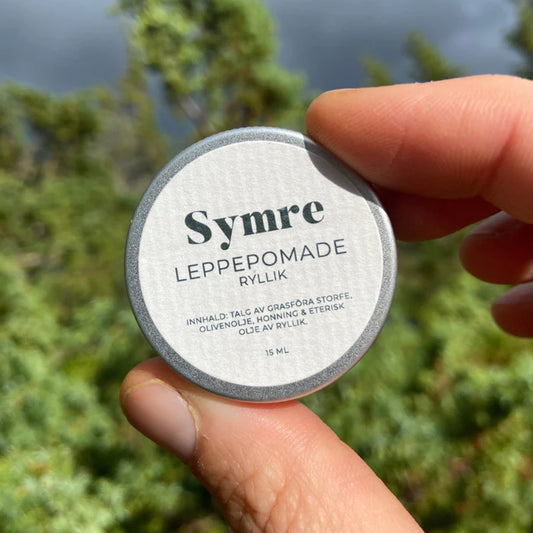 Symre
LEPPEPOMADE
RYLLIK
INNHALD: TALG AV GRASFÔRA STORFE,
OLIVENOLJE, HONNING & ETERISK
OLJE AV RYLLIK.
15 ML